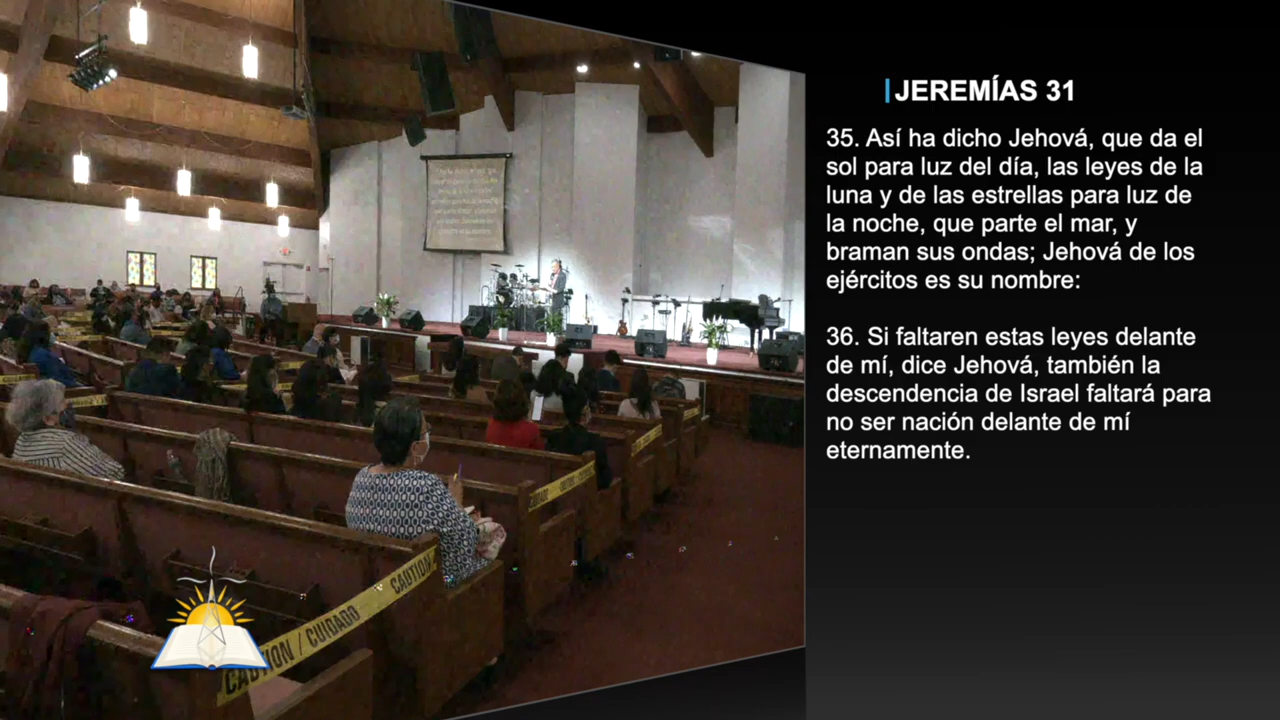 JEREMÍAS 31
35. Así ha dicho Jehová, que da el
sol para luz del día, las leyes de la
luna y de las estrellas para luz de
la noche, que parte el mar, y
braman sus ondas; Jehová de los
ejércitos es su nombre:
36. Si faltaren estas leyes delante
de mí, dice Jehová, también la
descendencia de Israel faltará para
no ser nación delante de mí
eternamente.
CAUTION
CAUTION / CUIDADO